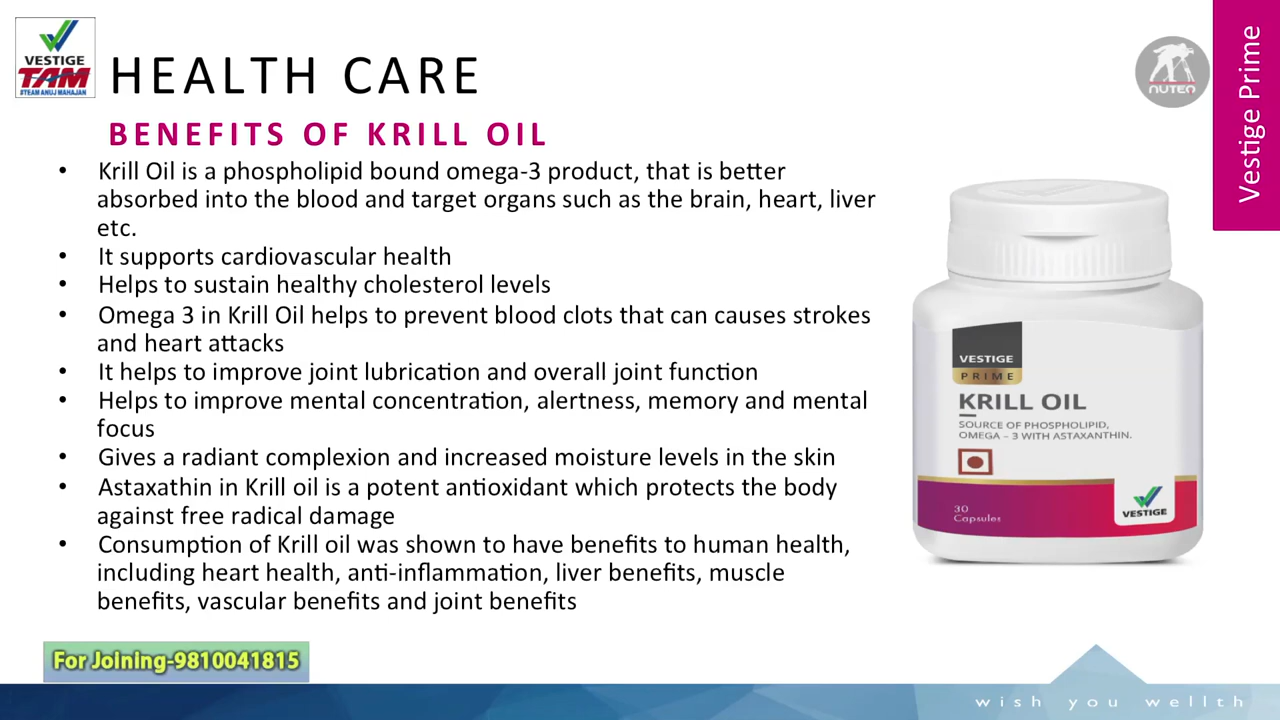 VESTIGE
TAM
#TEAM ANUJ MAHAJAN
HEALTH CARE
NUTEQ
Vestige Prime
BENEFITS OF KRILL OIL
• Krill Oil is a phospholipid bound omega-3 product, that is better
absorbed into the blood and target organs such as the brain, heart, liver
etc.
• It supports cardiovascular health
• Helps to sustain healthy cholesterol levels
• Omega 3 in Krill Oil helps to prevent blood clots that can causes strokes
and heart attacks
• It helps to improve joint lubrication and overall joint function
• Helps to improve mental concentration, alertness, memory and mental
focus
• Gives a radiant complexion and increased moisture levels in the skin
• Astaxathin in Krill oil is a potent antioxidant which protects the body
against free radical damage
• Consumption of Krill oil was shown to have benefits to human health,
including heart health, anti-inflammation, liver benefits, muscle
benefits, vascular benefits and joint benefits
VESTIGE
PRIME
KRILL OIL
SOURCE OF PHOSPHOLIPID,
OMEGA – 3 WITH ASTAXANTHIN.
30
Capsules
VESTIGE
For Joining-9810041815
wish you wellth